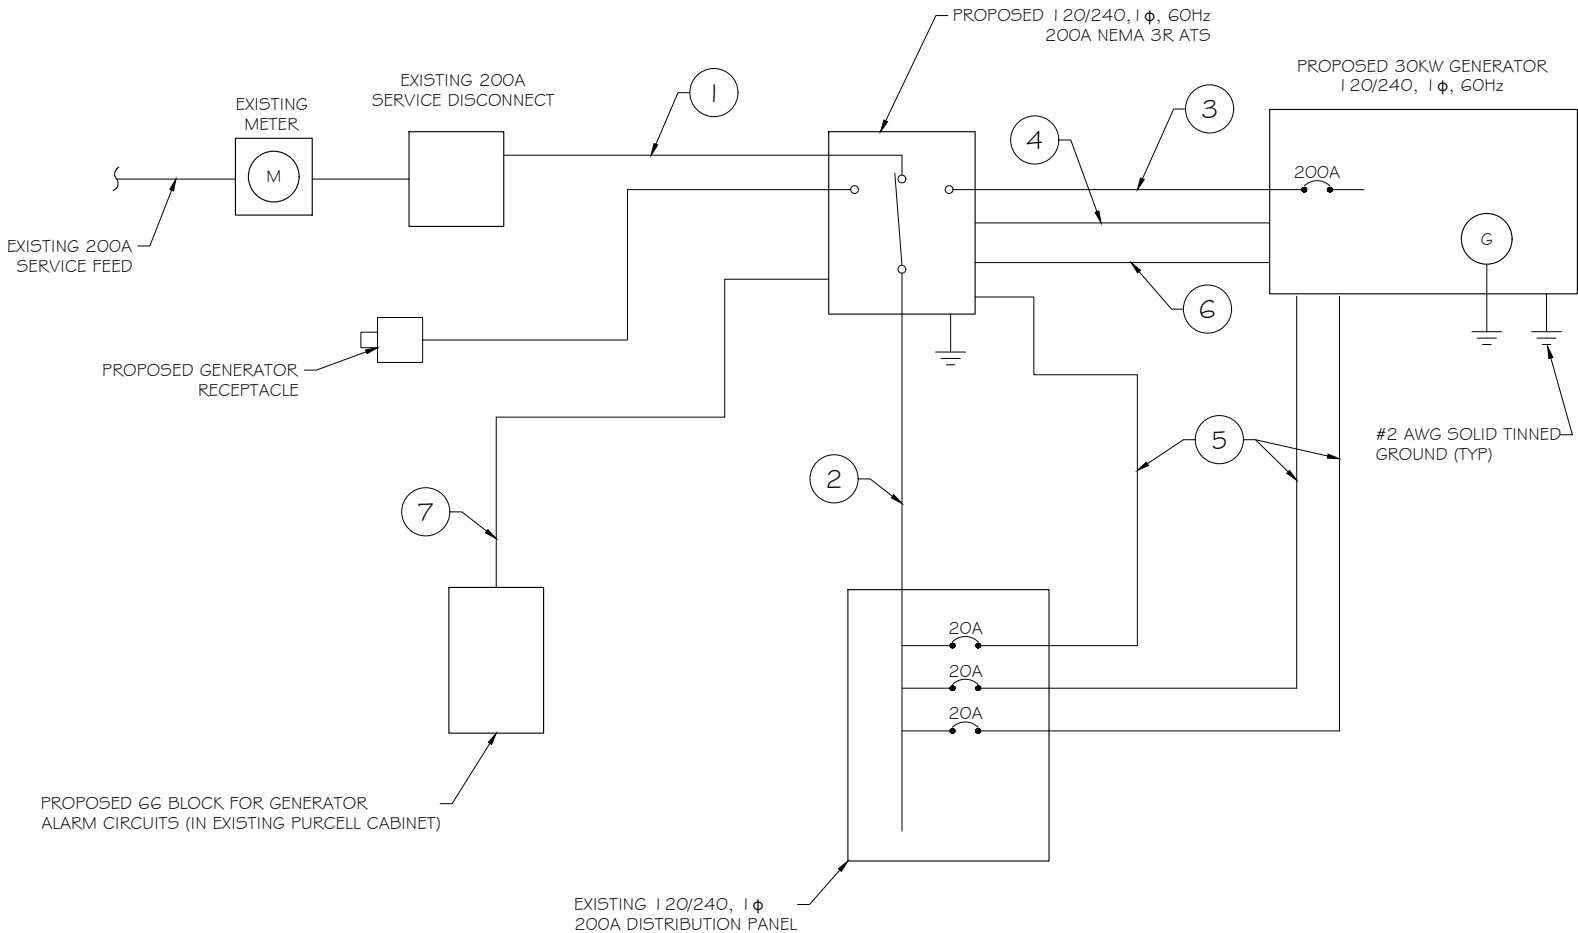 PROPOSED 120/240, 1ϕ, 60Hz
200A NEMA 3R ATS
PROPOSED 30KW GENERATOR
120/240, 1ϕ, 60Hz
EXISTING 200A
SERVICE DISCONNECT
EXISTING
METER
1
3
4
M
200A
G
EXISTING 200A
SERVICE FEED
6
PROPOSED GENERATOR
RECEPTACLE
5
#2 AWG SOLID TINNED
GROUND (TYP)
2
7
20A
20A
20A
PROPOSED 66 BLOCK FOR GENERATOR
ALARM CIRCUITS (IN EXISTING PURCELL CABINET)
EXISTING 120/240, 1ϕ
200A DISTRIBUTION PANEL